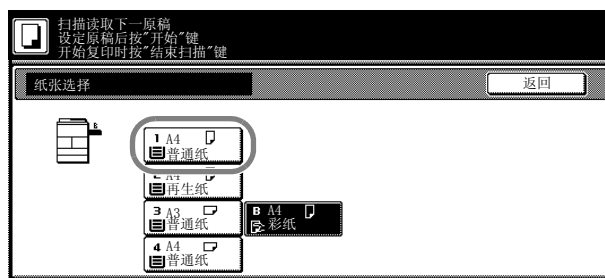 扫描读取下一原稿
设定原稿后按"开始"键
开始复印时按"结束扫描"键
纸张选择
返回
B
1 A4
普通纸
2 A4
再生纸
3 A3
普通纸
B A4
彩纸
4 A4
普通纸